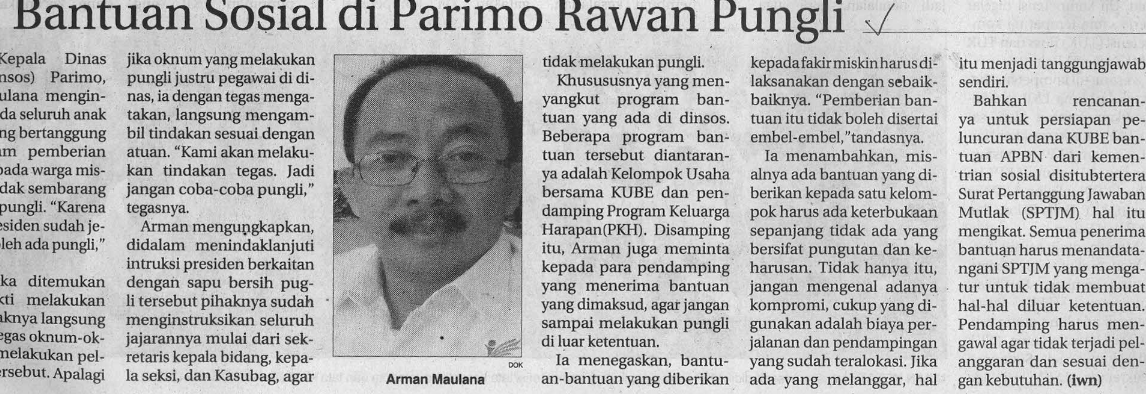 Bantuan Sosial di Parimo Rawan Pungli
Kepala Dinas
Parimo,
mengin-
seluruh anak
bertanggung
pemberian
warga mis-
sembarang
pungli. “Karena
sudah je-
ada pungli,”
ditemukan
melakukan
langsung
oknum-ok-
melakukan pel-
Apalagi
jika oknum yang melakukan
pungli justru pegawai di di-
nas, ia dengan tegas menga-
takan, langsung mengam-
bil tindakan sesuai dengan
atuan. “Kami akan melaku-
kan tindakan tegas. Jadi
jangan coba-coba pungli,”
tegasnya.
Arman mengungkapkan,
didalam menindaklanjuti
intruksi presiden berkaitan
dengan sapu bersih pug-
li tersebut pihaknya sudah
menginstruksikan seluruh
jajarannya mulai dari sek-
retaris kepala bidang, kepa-
la seksi, dan Kasubag, agar
DOK
Arman Maulana
tidak melakukan pungli.
Khusususnya yang men-
yangkut program ban-
tuan yang ada di dinsos.
Beberapa program ban-
tuan tersebut diantaran-
ya adalah Kelompok Usaha
bersama KUBE dan pen-
damping Program Keluarga
Harapan(PKH). Disamping
itu, Arman juga meminta
kepada para pendamping
yang menerima bantuan
yang dimaksud, agar jangan
sampai melakukan pungli
di luar ketentuan.
Ia menegaskan, bantu-
an-bantuan yang diberikan
kepada fakir miskin harus di-
laksanakan dengan sebaik-
baiknya. “Pemberian ban-
tuan itu tidak boleh disertai
embel-embel,”tandasnya.
Ia menambahkan, mis-
alnya ada bantuan yang di-
berikan kepada satu kelom-
pok harus ada keterbukaan
sepanjang tidak ada yang
bersifat pungutan dan ke-
harusan. Tidak hanya itu,
jangan mengenal adanya
kompromi, cukup yang di-
gunakan adalah biaya per-
jalanan dan pendampingan
yang sudah teralokasi. Jika
ada yang melanggar, hal
itu menjadi tanggungjawab
sendiri.
Bahkan rencanan-
ya untuk persiapan pe-
luncuran dana KUBE ban-
tuan APBN dari kemen-
trian sosial disitubtertera
Surat Pertanggung Jawaban
Mutlak (SPTJM) hal itu
mengikat. Semua penerima
bantuan harus menandata-
ngani SPTJM yang menga-
tur untuk tidak membuat
hal-hal diluar ketentuan.
Pendamping harus men-
gawal agar tidak terjadi pel-
anggaran dan sesuai den-
gan kebutuhan. (iwn)